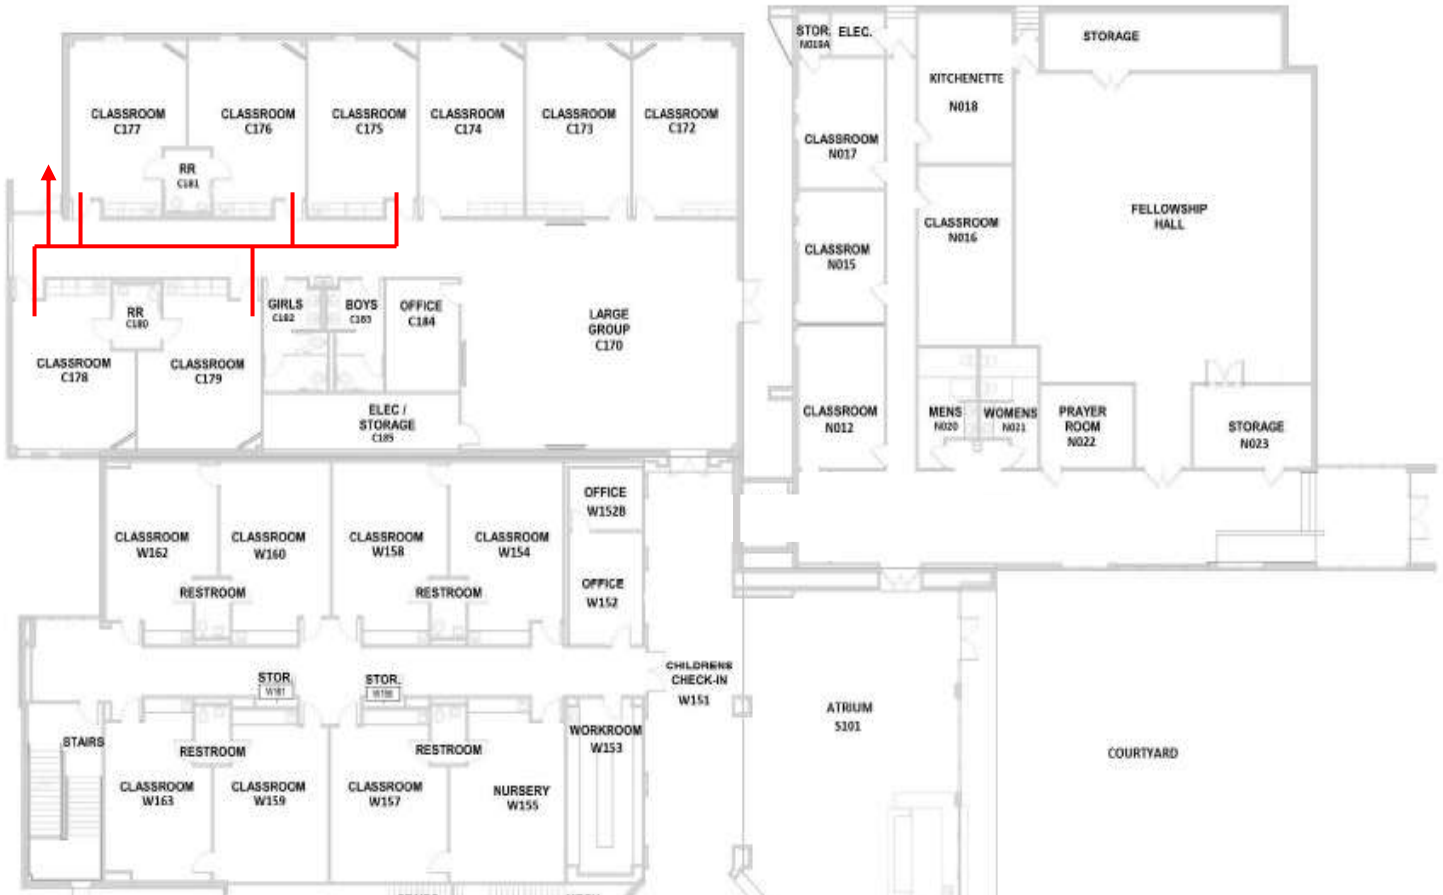 STOR.
N019A
ELEC.
STORAGE
KITCHENETTE
N018
CLASSROOM
C177
CLASSROOM
C176
CLASSROOM
C175
CLASSROOM
C174
CLASSROOM
C173
CLASSROOM
C172
CLASSROOM
N017
RR
C181
CLASSROOM
N016
FELLOWSHIP
HALL
CLASSROM
N015
GIRLS
C182
BOYS
C183
OFFICE
C184
RR
C180
LARGE
GROUP
C170
CLASSROOM
C178
CLASSROOM
C179
ELEC /
STORAGE
C185
CLASSROOM
N012
MENS
N020
WOMENS
N021
PRAYER
ROOM
N022
STORAGE
N023
OFFICE
W152B
CLASSROOM
W162
CLASSROOM
W160
CLASSROOM
W158
CLASSROOM
W154
RESTROOM
RESTROOM
OFFICE
W152
STOR.
W161
STOR.
CHILDRENS
CHECK-IN
W151
ATRIUM
S101
STAIRS
RESTROOM
RESTROOM
WORKROOM
W153
COURTYARD
CLASSROOM
W163
CLASSROOM
W159
CLASSROOM
W157
NURSERY
W155